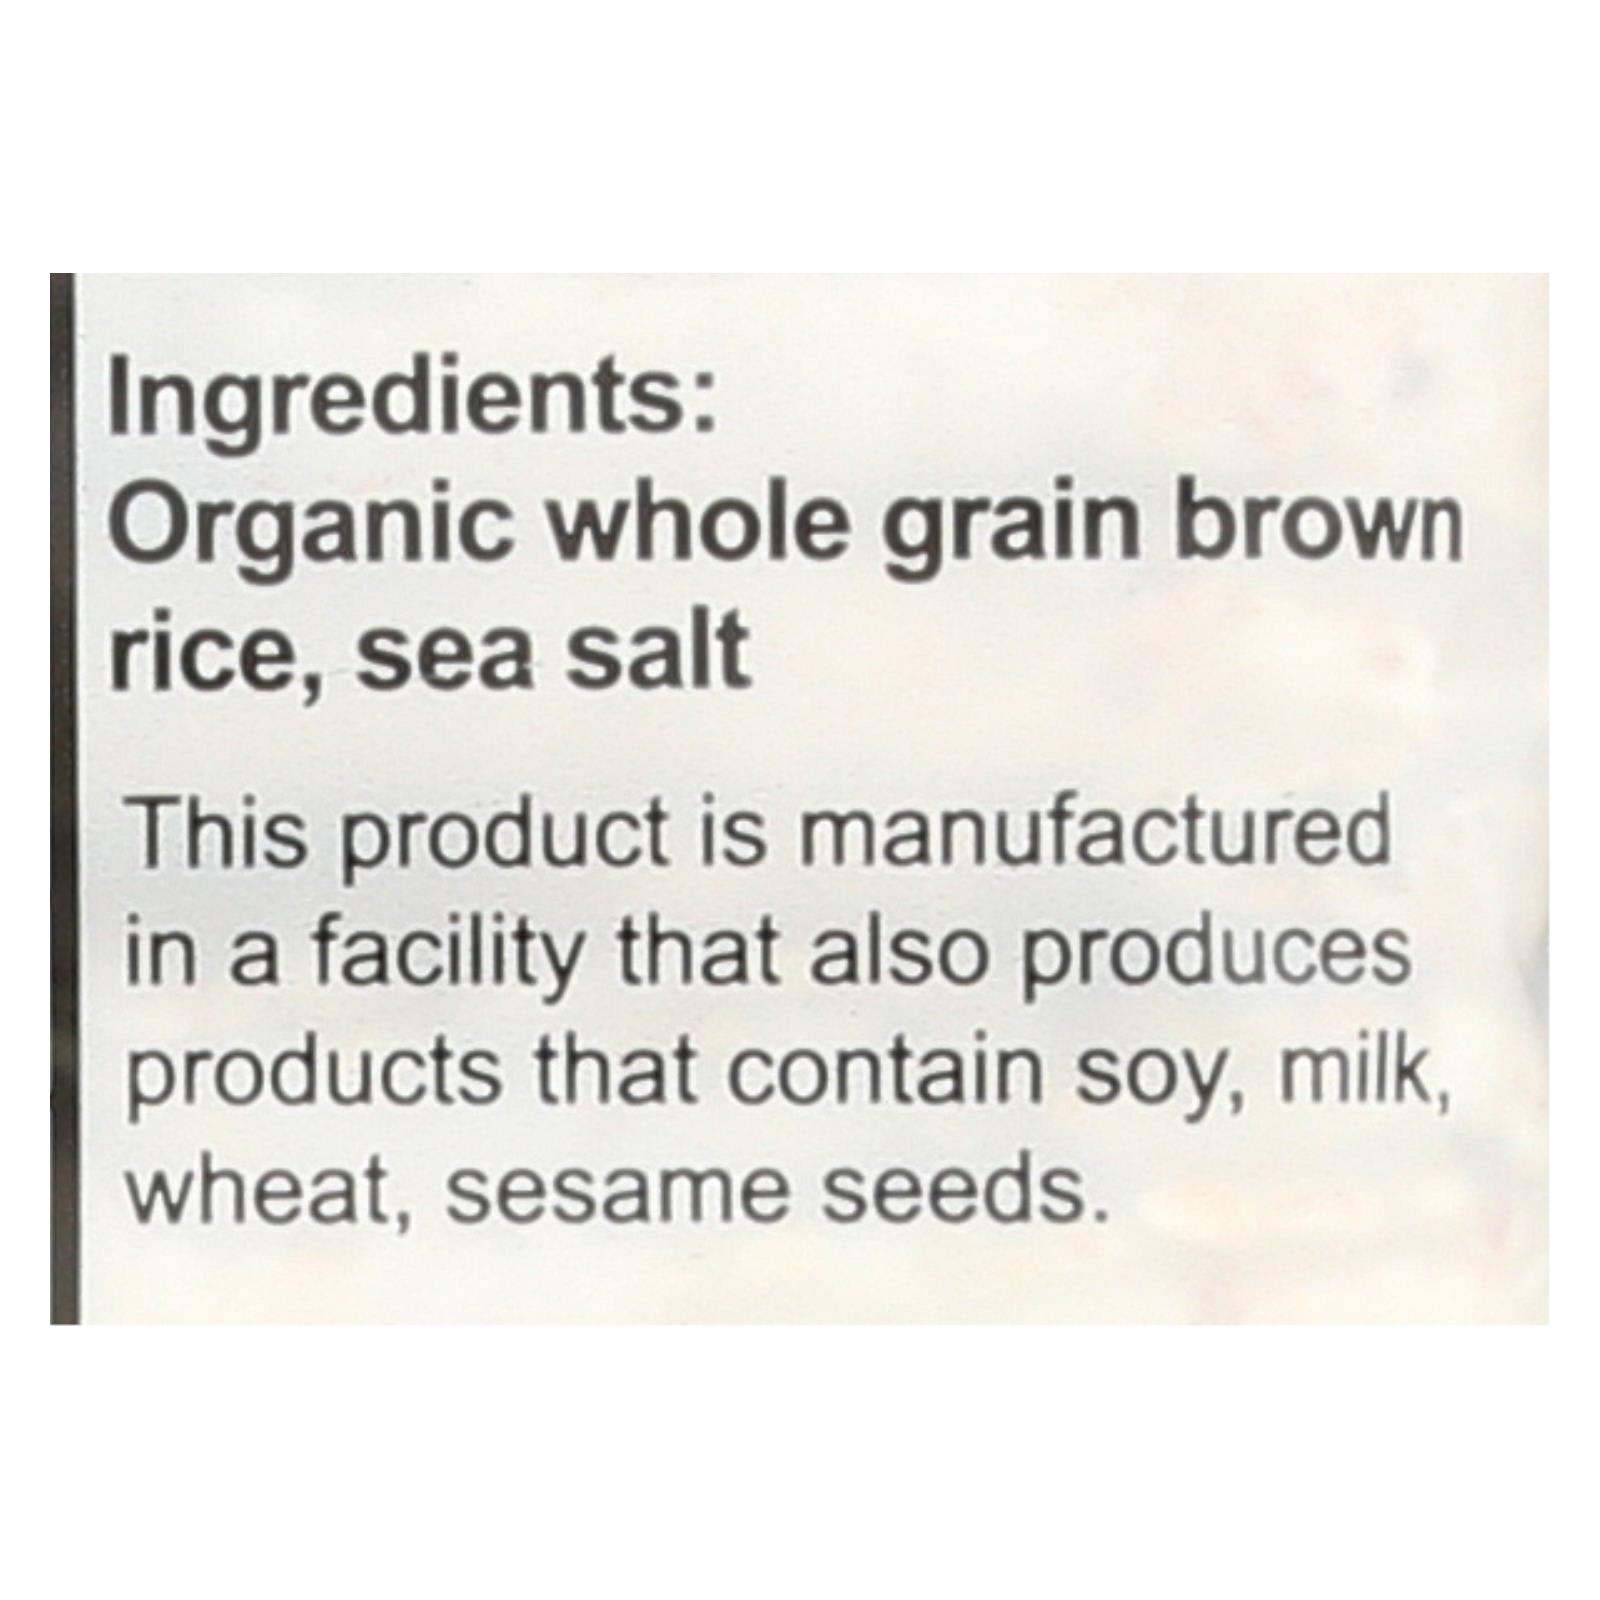 Ingredients:
Organic whole grain brown
rice, sea salt
This product is manufactured
in a facility that also produces
products that contain soy, milk,
wheat, sesame seeds.